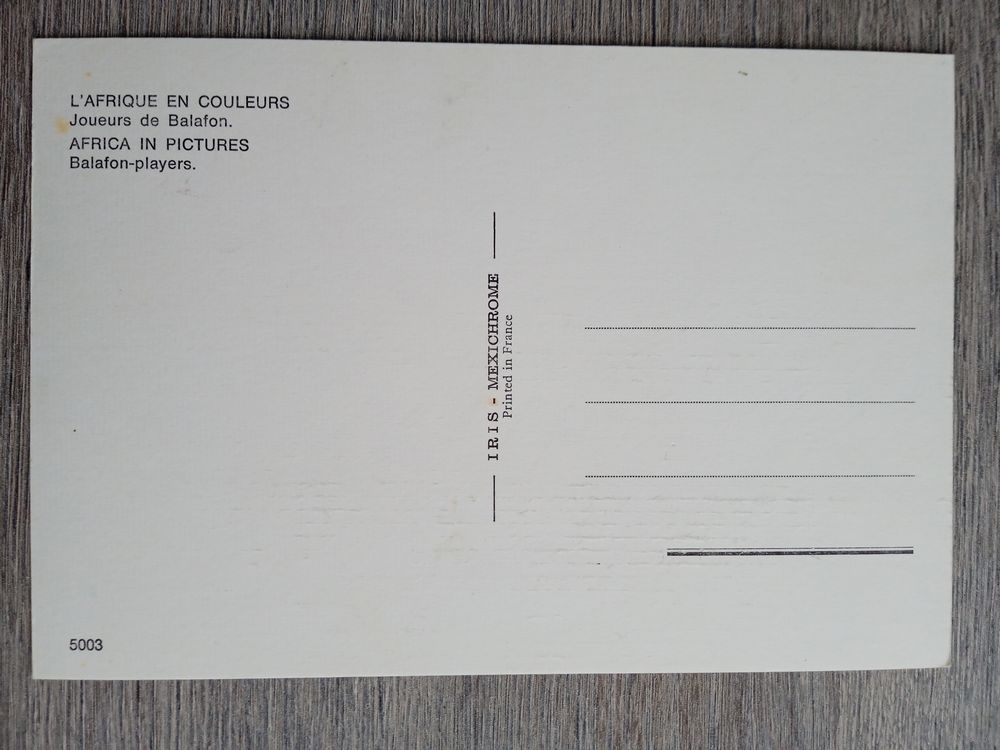 L'AFRIQUE EN COULEURS
Joueurs de Balafon.
AFRICA IN PICTURES
Balafon-players.
IRIS - MEXICHROME
Printed in France
5003